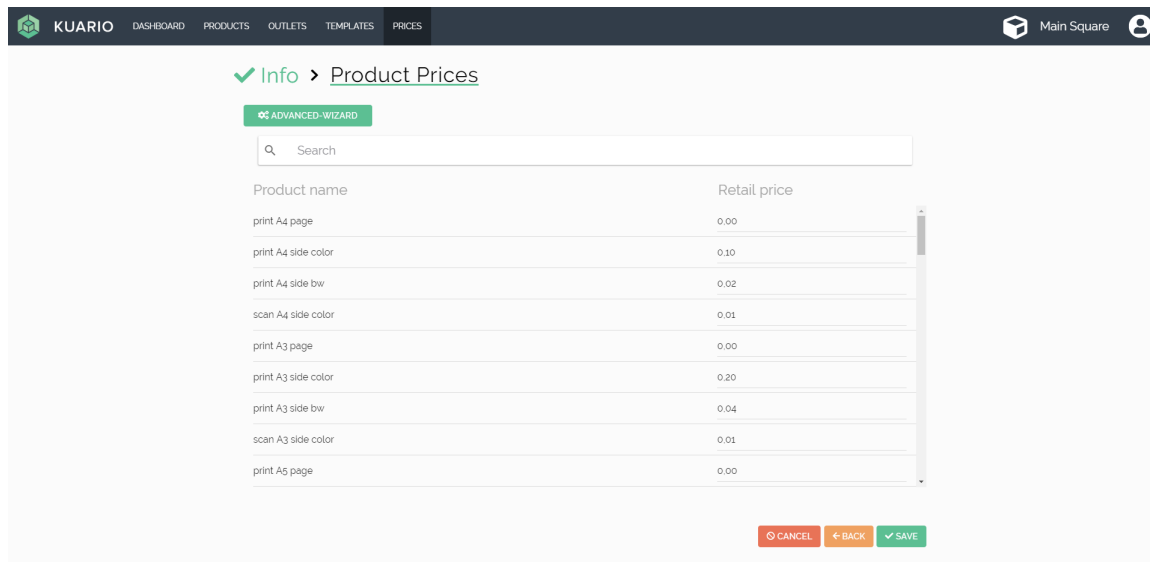 KUARIO DASHBOARD PRODUCTS OUTLETS TEMPLATES PRICES Main Square
Info > Product Prices
ADVANCED-WIZARD
Search
Product name Retail price
print A4 page 0,00
print A4 side color 0,10
print A4 side bw 0,02
scan A4 side color 0,01
print A3 page 0,00
print A3 side color 0,20
print A3 side bw 0,04
scan A3 side color 0,01
print A5 page 0,00
CANCEL BACK SAVE